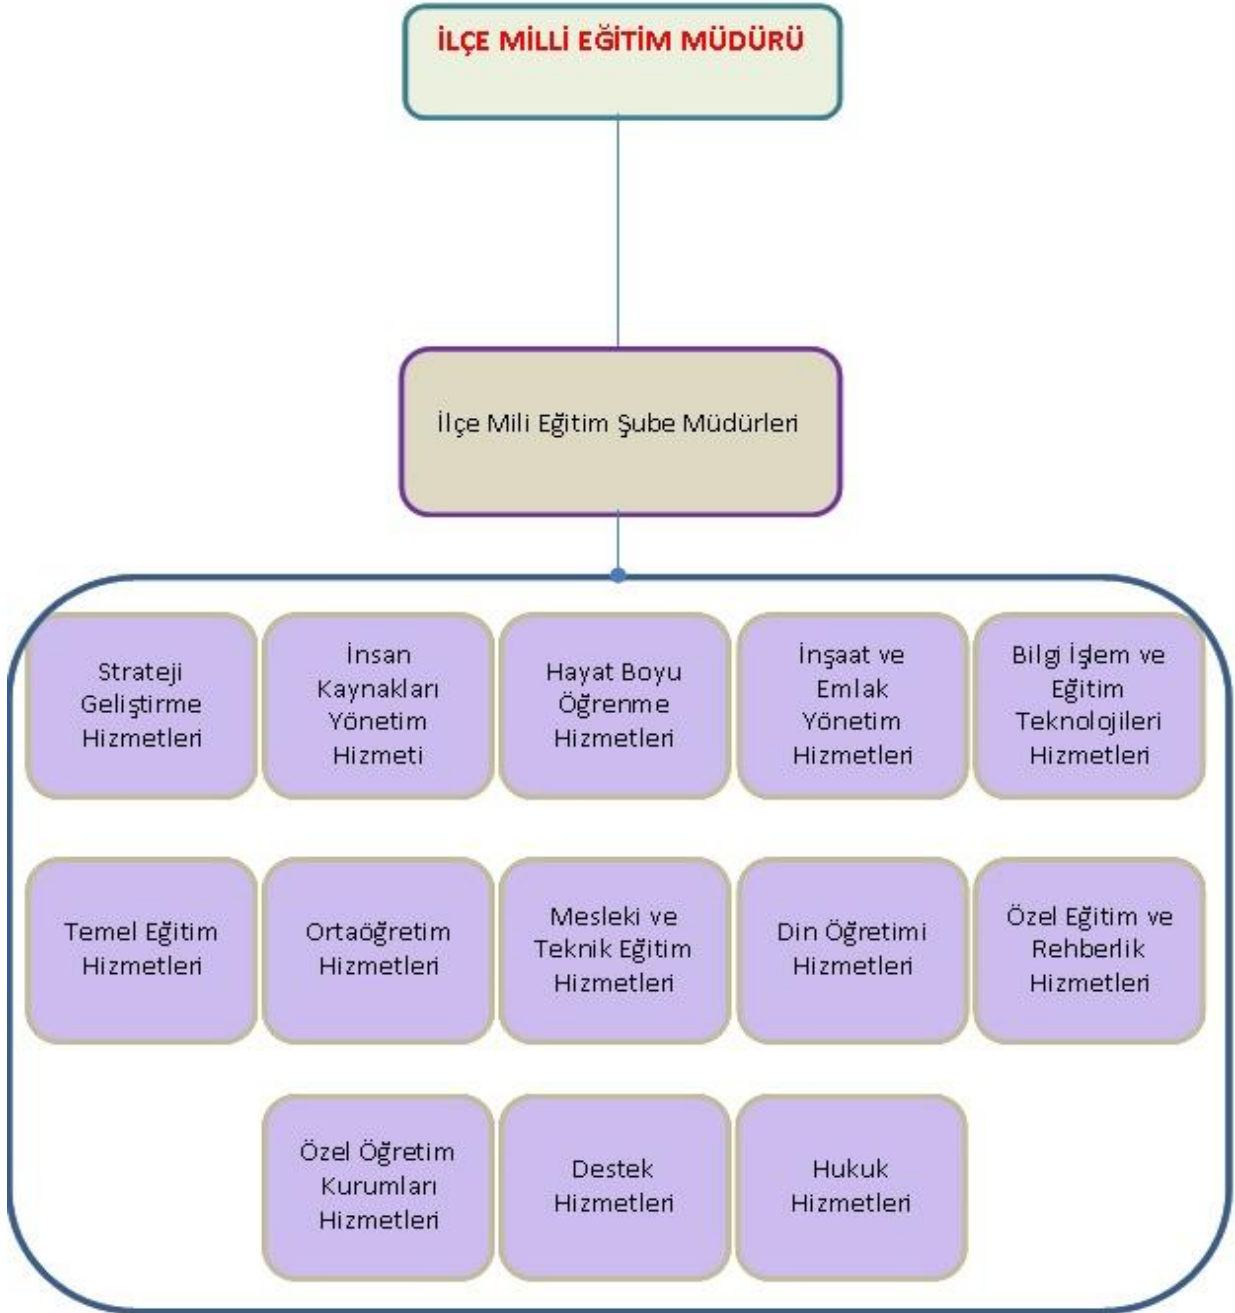 İLÇE MİLLİ EĞİTİM MÜDÜRÜ
İlçe Mili Eğitim Şube Müdürleri
Strateji
Geliştirme
Hizmetleri
İnsan
Kaynakları
Yönetim
Hizmeti
Hayat Boyu
Öğrenme
Hizmetleri
İnşaat ve
Emlak
Yönetim
Hizmetleri
Bilgi İşlem ve
Eğitim
Teknolojileri
Hizmetleri
Temel Eğitim
Hizmetleri
Ortaöğretim
Hizmetleri
Mesleki ve
Teknik Eğitim
Hizmetleri
Din Öğretimi
Hizmetleri
Özel Eğitim ve
Rehberlik
Hizmetleri
Özel Öğretim
Kurumları
Hizmetleri
Destek
Hizmetleri
Hukuk
Hizmetleri